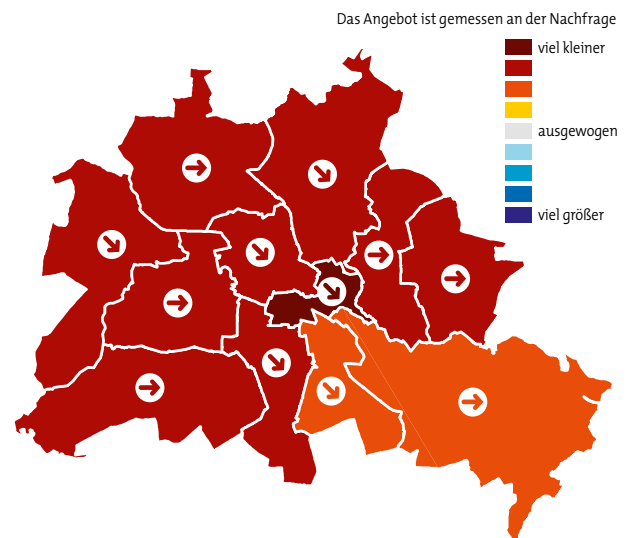 Das Angebot ist gemessen an der Nachfrage
viel kleiner
ausgewogen
viel größer